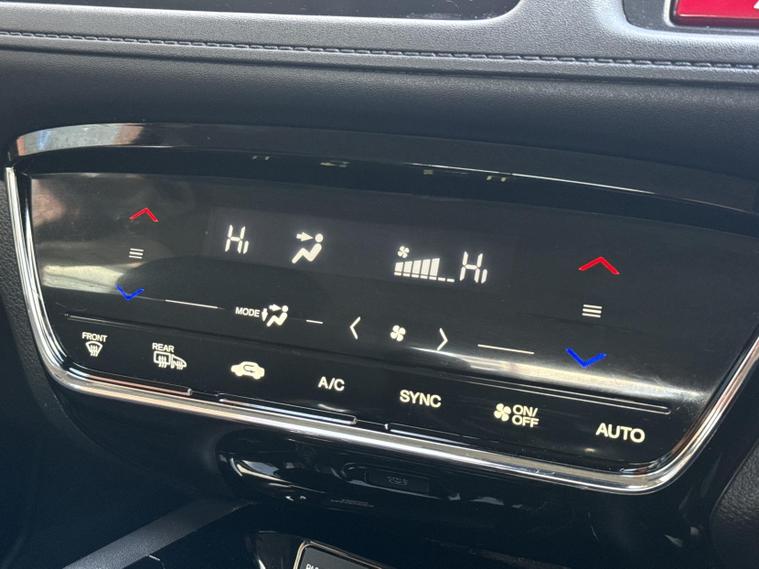 Hi
Hi
MODE
FRONT
REAR
A/C
SYNC
ON/
OFF
AUTO